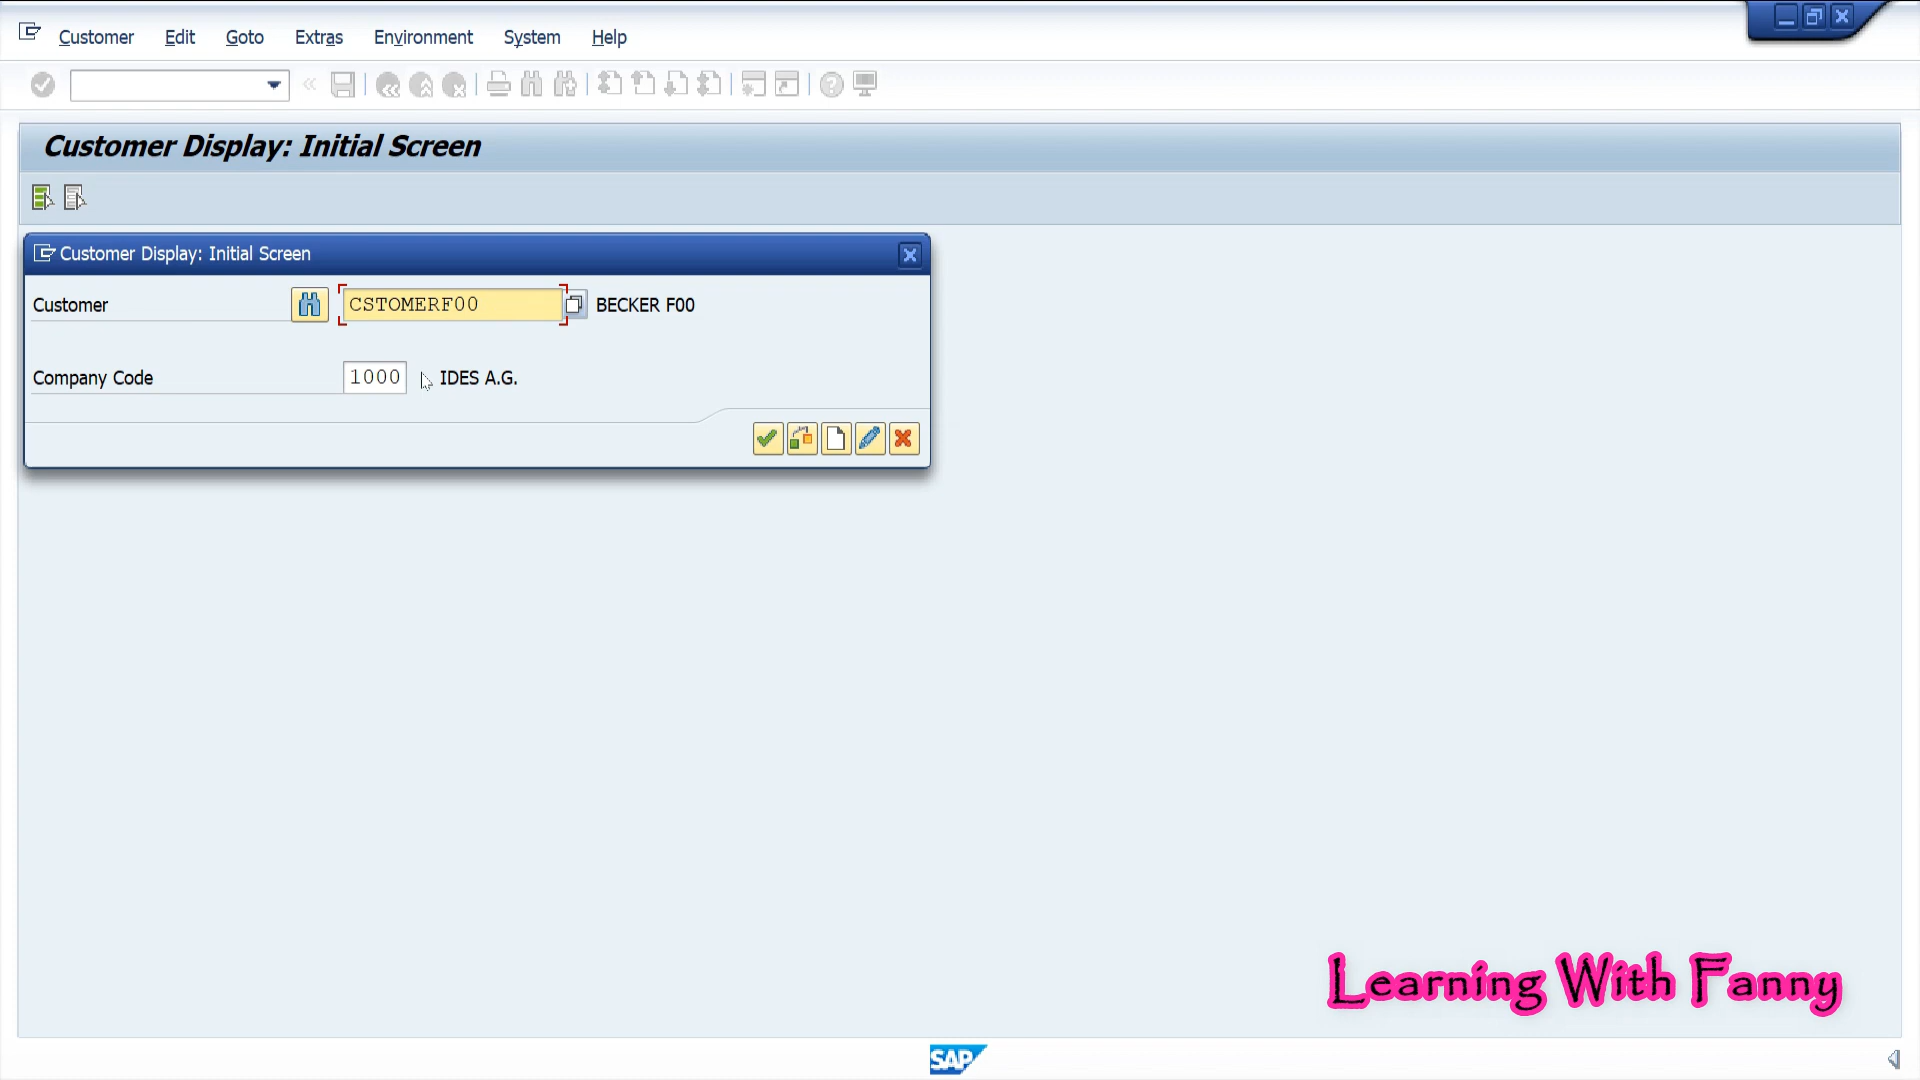 Customer Edit Goto Extras Environment System Help
Customer Display: Initial Screen
Customer Display: Initial Screen
Customer CSTOMERF00 BECKER F00
Company Code 1000 IDES A.G.
Learning With Fanny
SAP